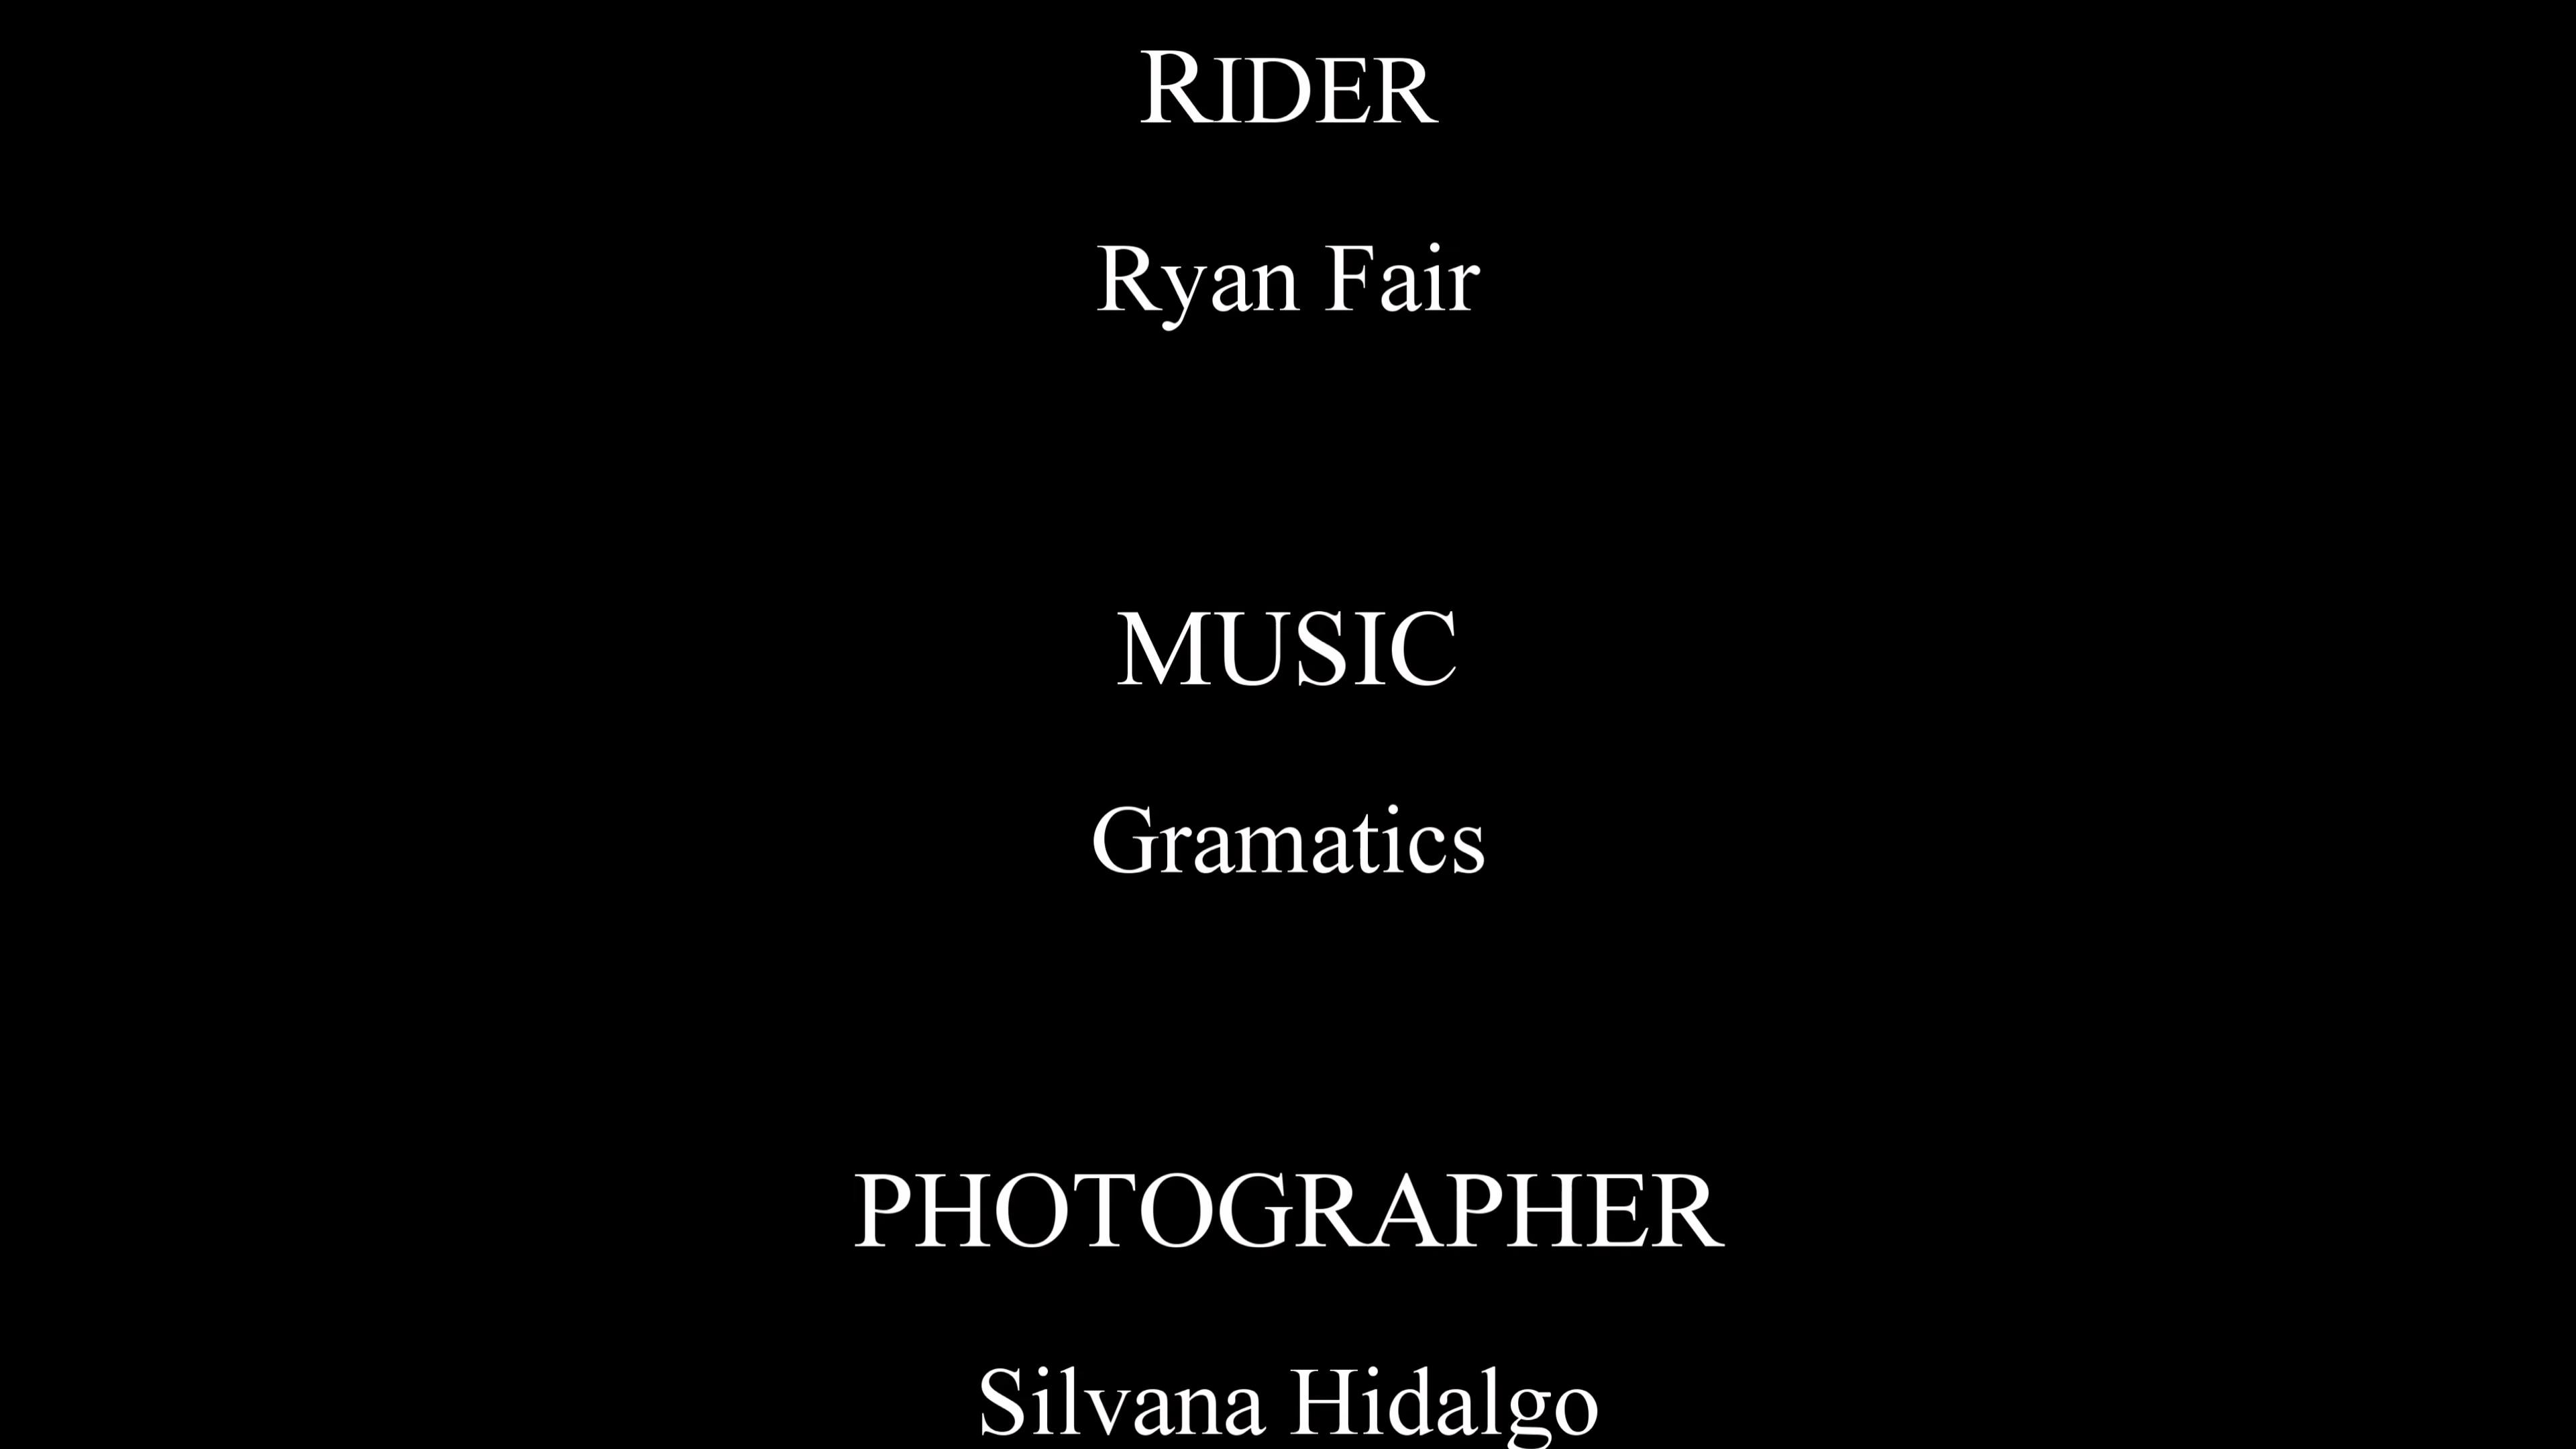 RIDER
Ryan Fair
MUSIC
Gramatics
PHOTOGRAPHER
Silvana Hidalgo